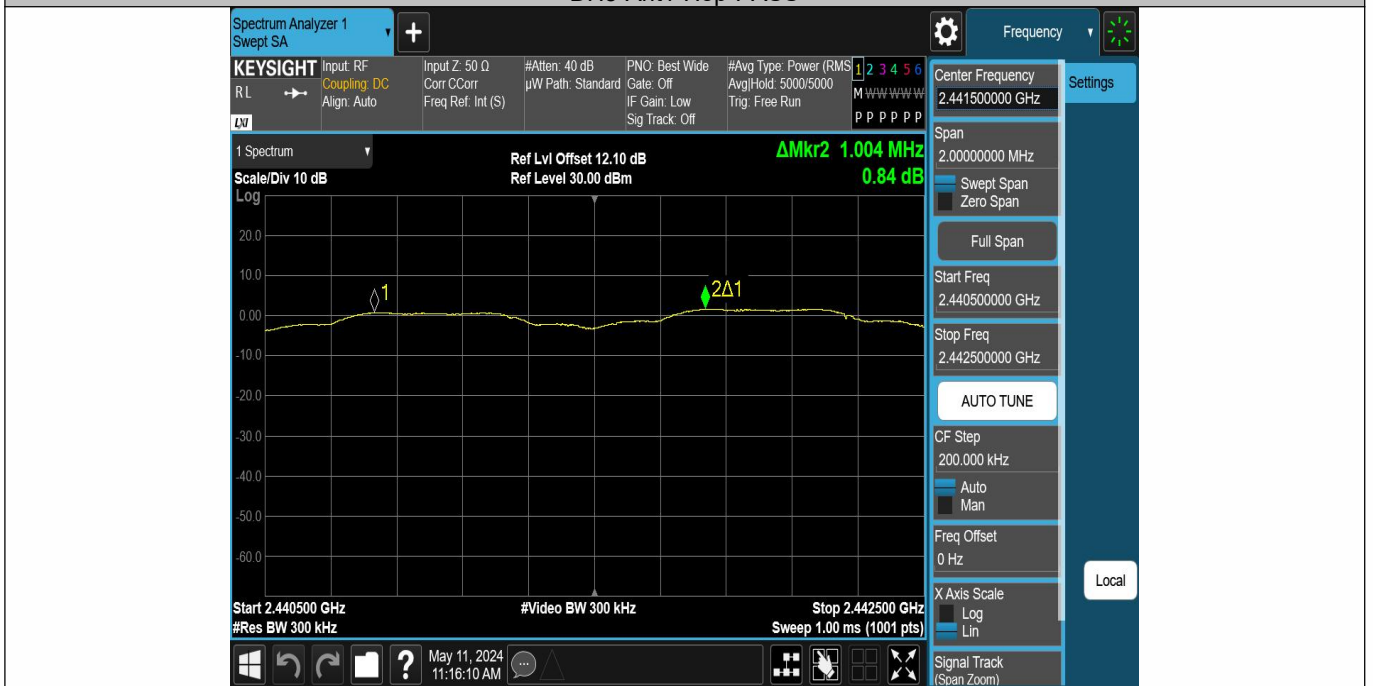 Spectrum Analyzer 1
Swept SA
+
Frequency
KEYSIGHT
RL
LXI
Input: RF
Coupling: DC
Align: Auto
Input Z: 50 Ω
Corr CCorr
Freq Ref: Int (S)
#Atten: 40 dB
µW Path: Standard
PNO: Best Wide
Gate: Off
IF Gain: Low
Sig Track: Off
#Avg Type: Power (RMS
Avg|Hold: 5000/5000
Trig: Free Run
1 2 3 4 5 6
M W W W W W
P P P P P P
1 Spectrum
Scale/Div 10 dB
Log
Ref Lvl Offset 12.10 dB
Ref Level 30.00 dBm
ΔMkr2 1.004 MHz
0.84 dB
20.0
10.0
0.00
-10.0
-20.0
-30.0
-40.0
-50.0
-60.0
1
2Δ1
Start 2.440500 GHz
#Res BW 300 kHz
#Video BW 300 kHz
Stop 2.442500 GHz
Sweep 1.00 ms (1001 pts)
?
May 11, 2024
11:16:10 AM
Center Frequency
2.441500000 GHz
Settings
Span
2.00000000 MHz
Swept Span
Zero Span
Full Span
Start Freq
2.440500000 GHz
Stop Freq
2.442500000 GHz
AUTO TUNE
CF Step
200.000 kHz
Auto
Man
Freq Offset
0 Hz
X Axis Scale
Log
Lin
Local
Signal Track
(Span Zoom)